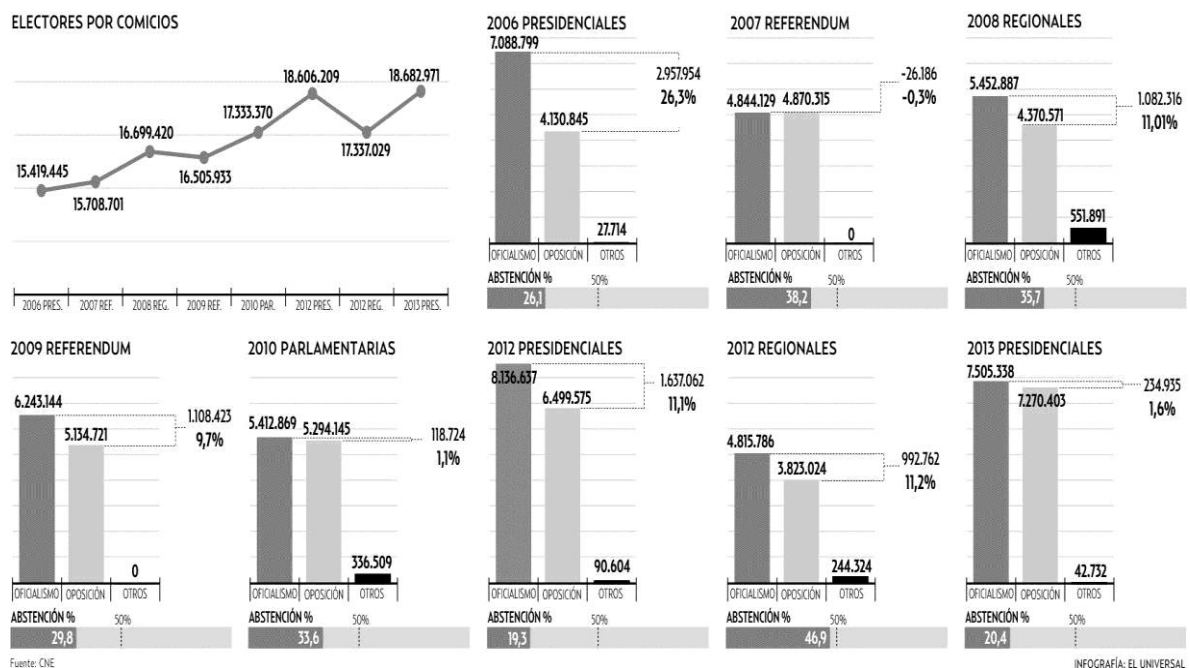 ELECTORES POR COMICIOS
15.419.445
15.708.701
16.699.420
16.505.933
17.333.370
18.606.209
17.337.029
18.682.971
2006 PRES. 2007 REF. 2008 REG. 2009 REF. 2010 PAR. 2012 PRES. 2012 REG. 2013 PRES.
2006 PRESIDENCIALES
7.088.799
2.957.954
26,3%
4.130.845
27.714
OFICIALISMO OPOSICIÓN OTROS
ABSTENCIÓN % 50%
26,1
2007 REFERENDUM
-26.186
-0,3%
4.844.129 4.870.315
0
OFICIALISMO OPOSICIÓN OTROS
ABSTENCIÓN % 50%
38,2
2008 REGIONALES
5.452.887
1.082.316
11,01%
4.370.571
551.891
OFICIALISMO OPOSICIÓN OTROS
ABSTENCIÓN % 50%
35,7
2009 REFERENDUM
6.243.144
1.108.423
9,7%
5.134.721
0
OFICIALISMO OPOSICIÓN OTROS
ABSTENCIÓN % 50%
29,8
2010 PARLAMENTARIAS
5.412.869 5.294.145
118.724
1,1%
336.509
OFICIALISMO OPOSICIÓN OTROS
ABSTENCIÓN % 50%
33,6
2012 PRESIDENCIALES
8.136.637
1.637.062
11,1%
6.499.575
90.604
OFICIALISMO OPOSICIÓN OTROS
ABSTENCIÓN % 50%
19,3
2012 REGIONALES
4.815.786
992.762
11,2%
3.823.024
244.324
OFICIALISMO OPOSICIÓN OTROS
ABSTENCIÓN % 50%
46,9
2013 PRESIDENCIALES
7.505.338
234.935
1,6%
7.270.403
42.732
OFICIALISMO OPOSICIÓN OTROS
ABSTENCIÓN % 50%
20,4
Fuente: CNE
INFOGRAFÍA: EL UNIVERSAL